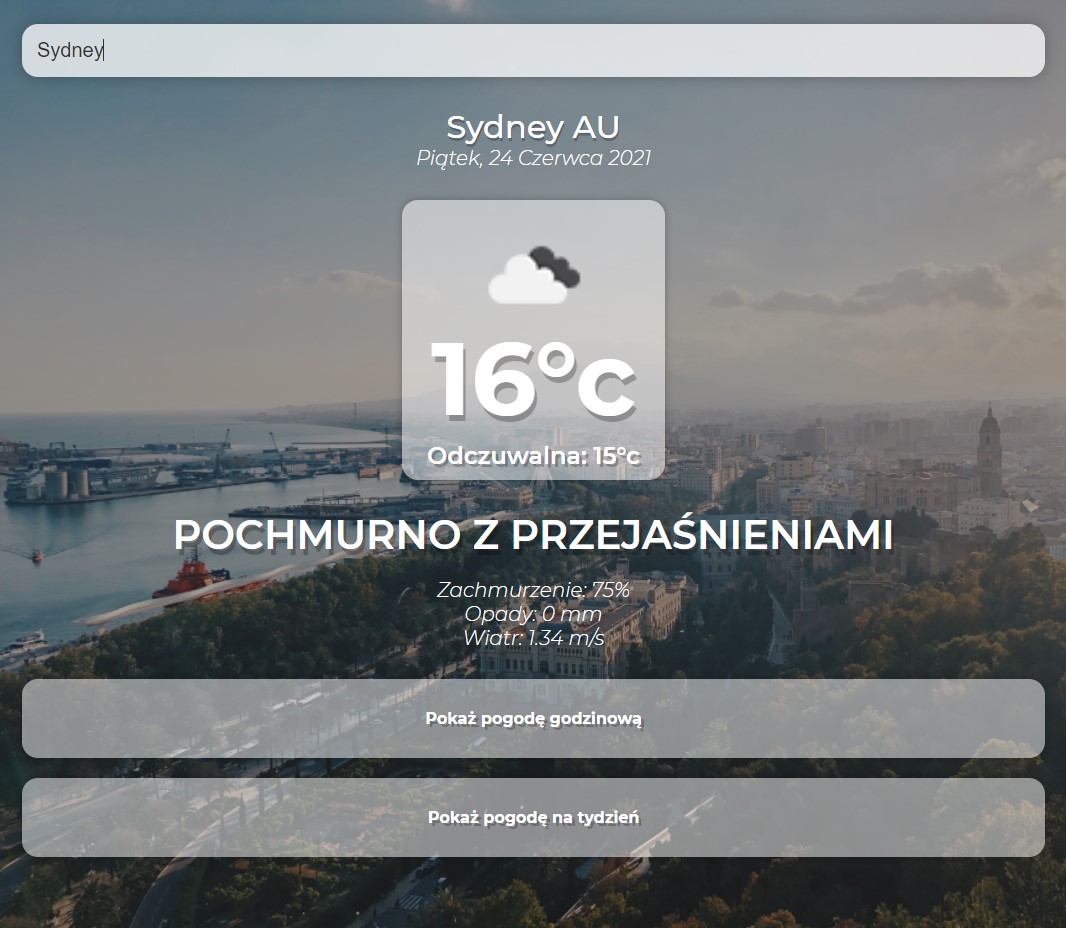 Sydney
Sydney AU
Piątek, 24 Czerwca 2021
16°c
Odczuwalna: 15°c
POCHMURNO Z PRZEJAŚNIENIAMI
Zachmurzenie: 75%
Opady: 0 mm
Wiatr: 1.34 m/s
Pokaż pogodę godzinową
Pokaż pogodę na tydzień